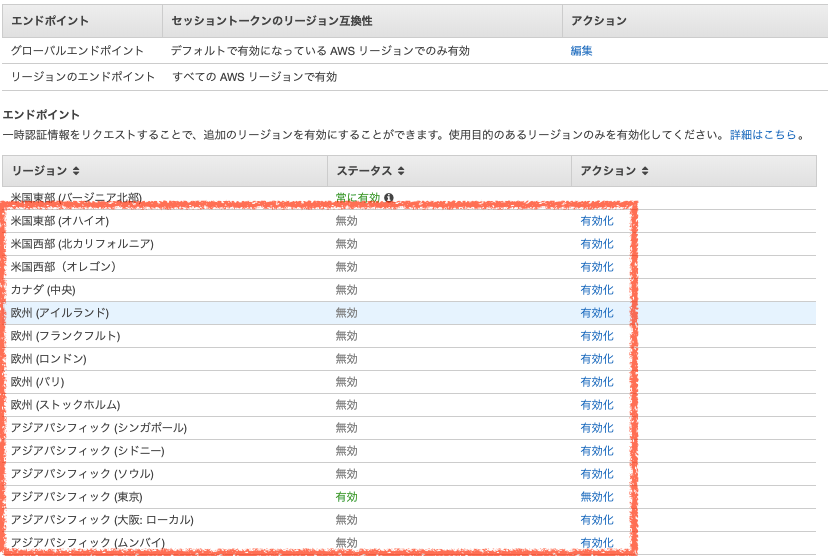 エンドポイント セッショントークンのリージョン互換性 アクション
グローバルエンドポイント デフォルトで有効になっている AWS リージョンでのみ有効 編集
リージョンのエンドポイント すべての AWS リージョンで有効
エンドポイント
一時認証情報をリクエストすることで、追加のリージョンを有効にすることができます。使用目的のあるリージョンのみを有効化してください。詳細はこちら。
リージョン ステータス アクション
米国東部 (バージニア北部) 常に有効
米国東部 (オハイオ) 無効 有効化
米国西部 (北カリフォルニア) 無効 有効化
米国西部（オレゴン） 無効 有効化
カナダ (中央) 無効 有効化
欧州 (アイルランド) 無効 有効化
欧州 (フランクフルト) 無効 有効化
欧州 (ロンドン) 無効 有効化
欧州 (パリ) 無効 有効化
欧州 (ストックホルム) 無効 有効化
アジアパシフィック (シンガポール) 無効 有効化
アジアパシフィック (シドニー) 無効 有効化
アジアパシフィック (ソウル) 無効 有効化
アジアパシフィック (東京) 有効 無効化
アジアパシフィック (大阪: ローカル) 無効 有効化
アジアパシフィック (ムンバイ) 無効 有効化